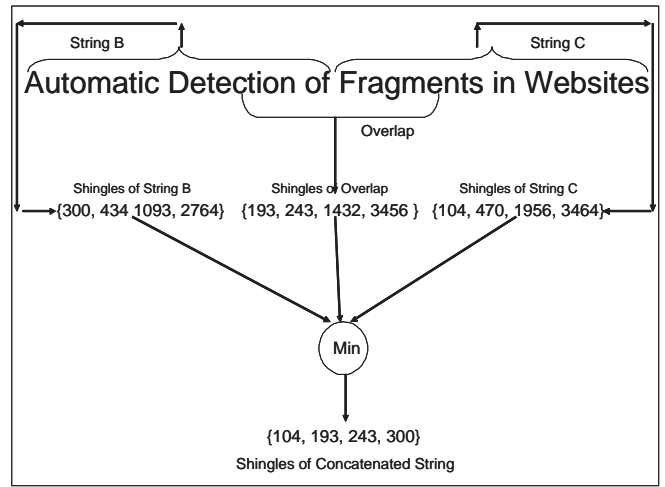 String B
String C
Automatic Detection of Fragments in Websites
Overlap
Shingles of String B
Shingles of Overlap
Shingles of String C
{300, 434 1093, 2764}
{193, 243, 1432, 3456 }
{104, 470, 1956, 3464}
Min
{104, 193, 243, 300}
Shingles of Concatenated String